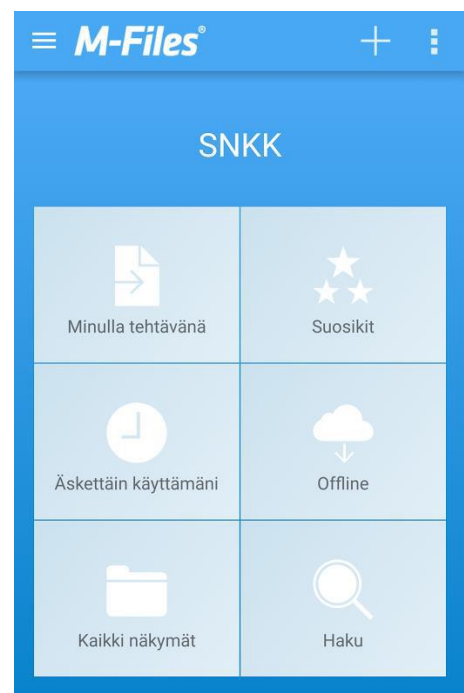 M-Files®
SNKK
Minulla tehtävänä
Suosikit
Äskettäin käyttämäni
Offline
Kaikki näkymät
Haku